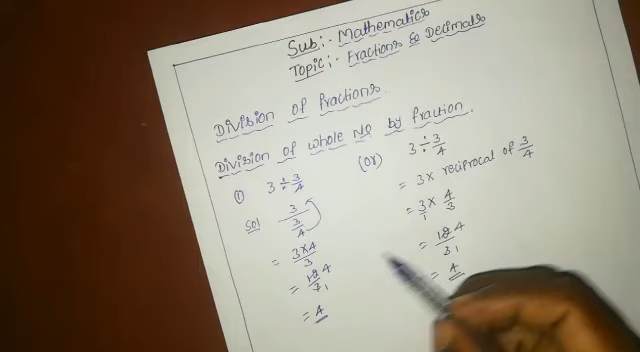 Sub:- Mathematics
Topic:- Fractions & Decimals
Division of fractions
Division of whole No by fraction.
① 3 ÷ 3/4
Sol 3/(3/4)
= 3×4/3
= 12 4/3 1
= 4
(or)
3 ÷ 3/4
= 3 × reciprocal of 3/4
= 3/1 × 4/3
= 12 4/3 1
= 4